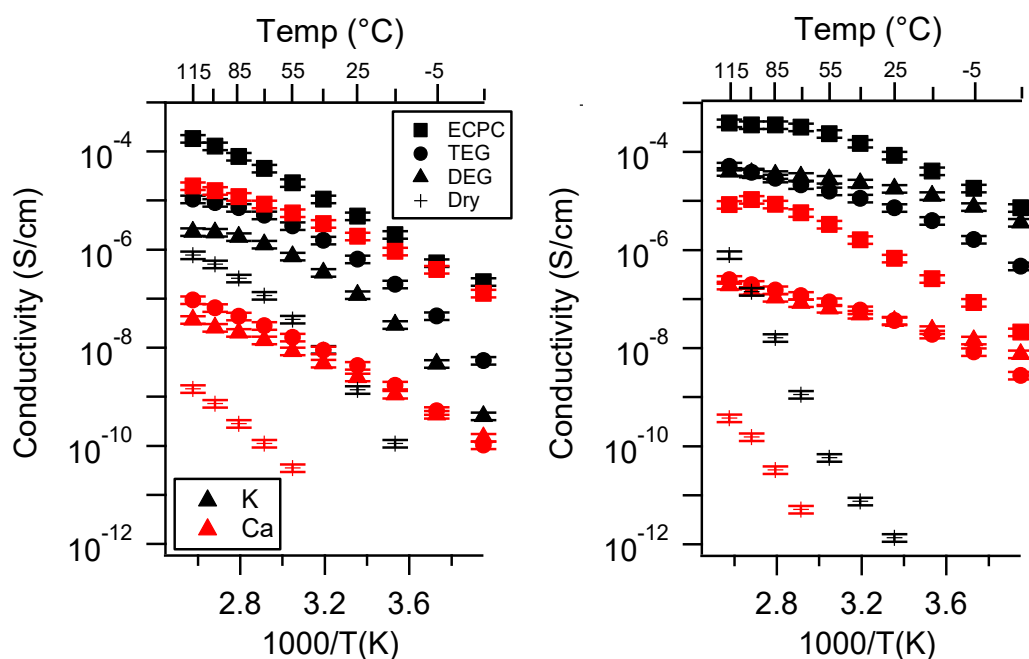 Temp (°C)
115 85 55 25 -5
10⁻⁴
10⁻⁶
10⁻⁸
10⁻¹⁰
10⁻¹²
Conductivity (S/cm)
ECPC
TEG
DEG
Dry
K
Ca
2.8 3.2 3.6
1000/T(K)
Temp (°C)
115 85 55 25 -5
10⁻⁴
10⁻⁶
10⁻⁸
10⁻¹⁰
10⁻¹²
Conductivity (S/cm)
2.8 3.2 3.6
1000/T(K)